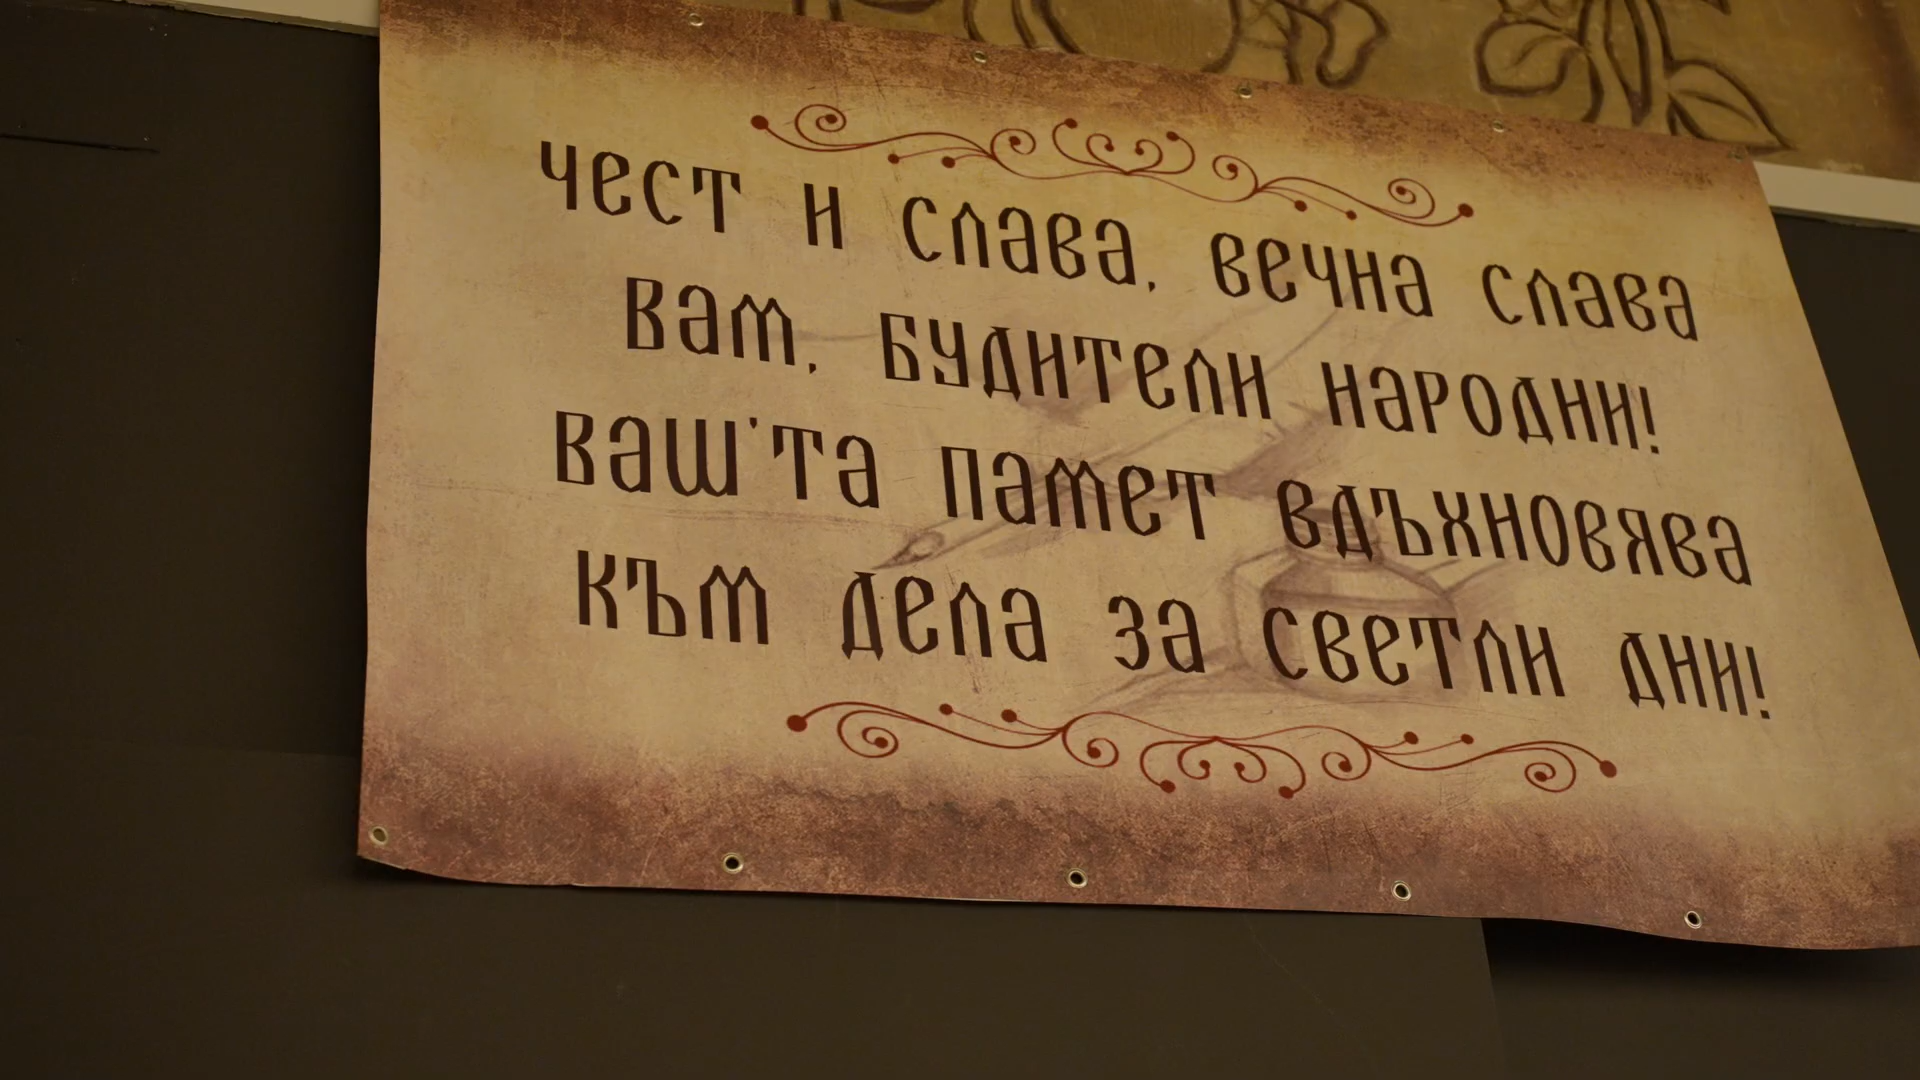 чест и слава, вечна слава
вам, будители народни!
ваш'та памет вдъхновява
към дела за светли дни!